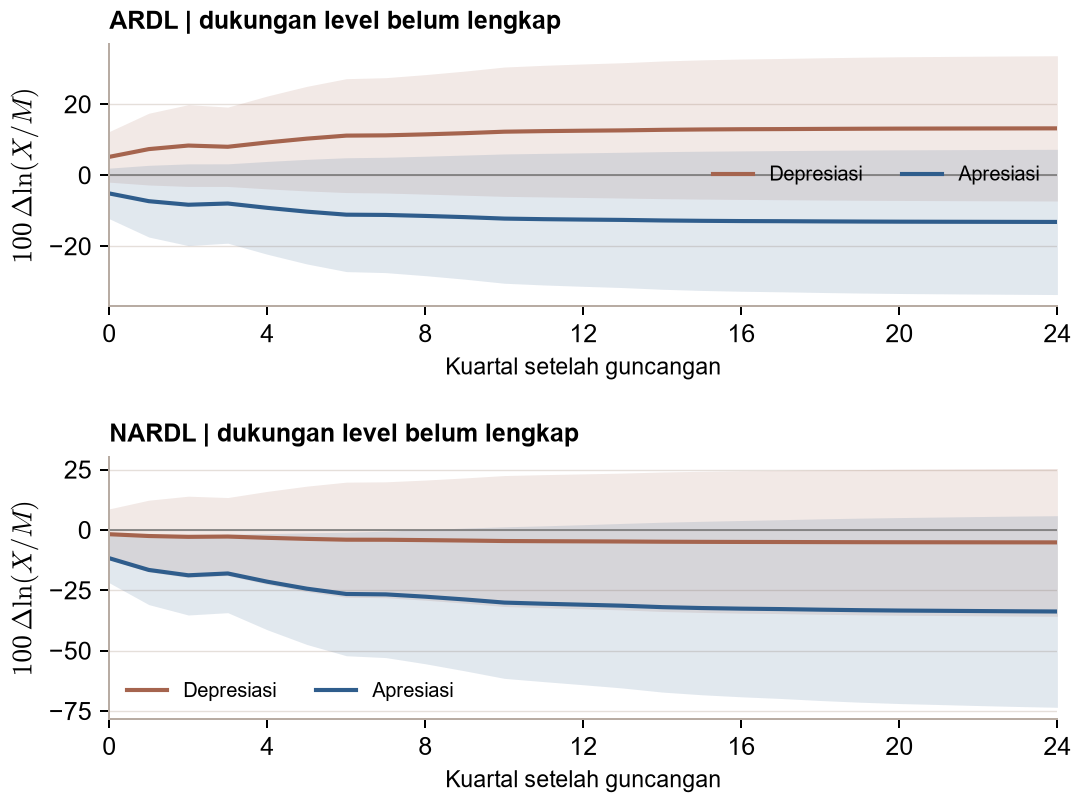 ARDL | dukungan level belum lengkap
100 Δln(X/M)
20
0
−20
Depresiasi Apresiasi
0 4 8 12 16 20 24
Kuartal setelah guncangan
NARDL | dukungan level belum lengkap
100 Δln(X/M)
25
0
−25
−50
−75
Depresiasi Apresiasi
0 4 8 12 16 20 24
Kuartal setelah guncangan